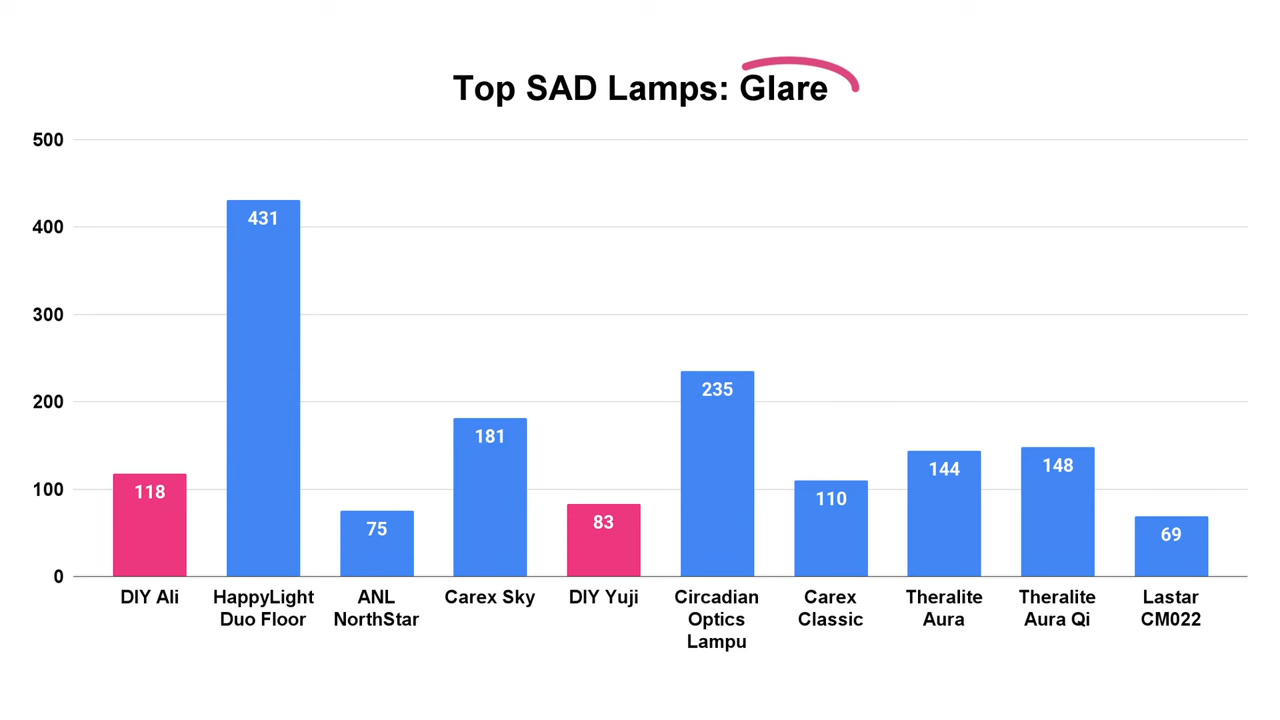 Top SAD Lamps: Glare
500
400
300
200
100
0
118
431
75
181
83
235
110
144
148
69
DIY Ali
HappyLight
Duo Floor
ANL
NorthStar
Carex Sky
DIY Yuji
Circadian
Optics
Lampu
Carex
Classic
Theralite
Aura
Theralite
Aura Qi
Lastar
CM022